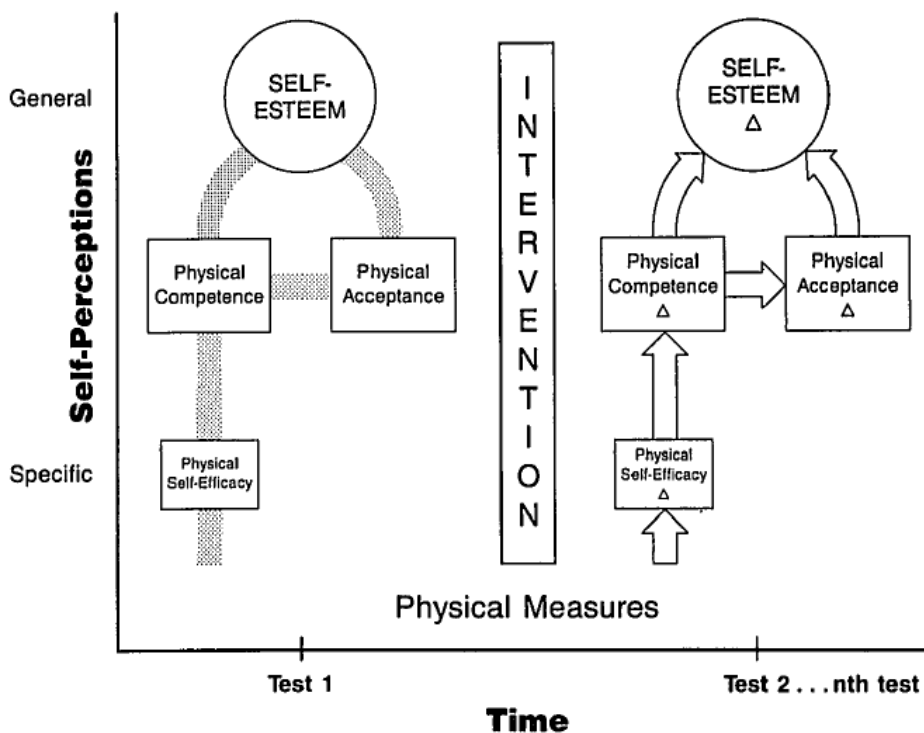 General
Self-Perceptions
Specific
SELF-
ESTEEM
Physical
Competence
Physical
Acceptance
Physical
Self-Efficacy
INTERVENTION
SELF-
ESTEEM
Δ
Physical
Competence
Δ
Physical
Acceptance
Δ
Physical
Self-Efficacy
Δ
Physical Measures
Test 1
Test 2 . . . nth test
Time